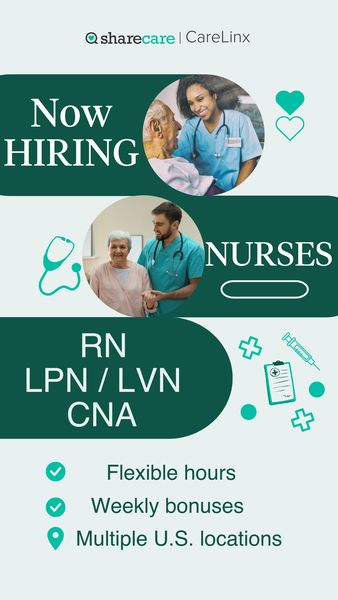 sharecare | CareLinx
Now
HIRING
NURSES
RN
LPN / LVN
CNA
Flexible hours
Weekly bonuses
Multiple U.S. locations